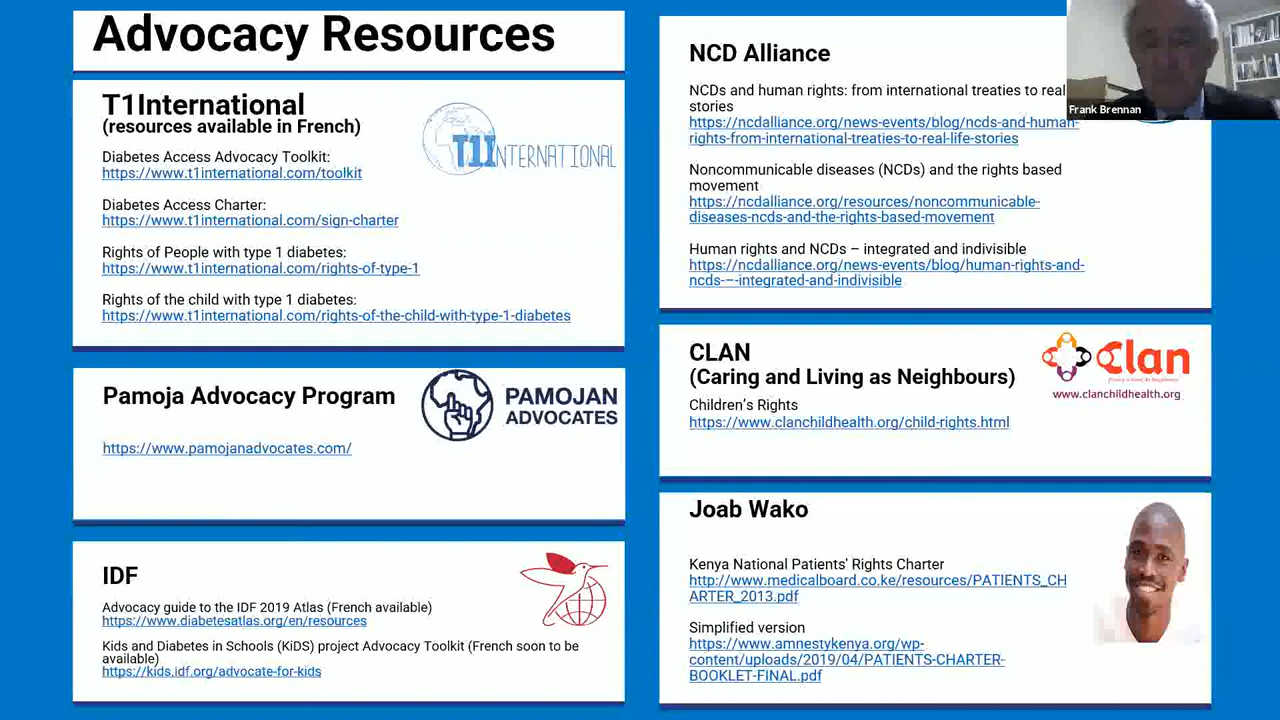 Advocacy Resources
T1International
(resources available in French)
T1INTERNATIONAL
Diabetes Access Advocacy Toolkit:
https://www.t1international.com/toolkit
Diabetes Access Charter:
https://www.t1international.com/sign-charter
Rights of People with type 1 diabetes:
https://www.t1international.com/rights-of-type-1
Rights of the child with type 1 diabetes:
https://www.t1international.com/rights-of-the-child-with-type-1-diabetes
Pamoja Advocacy Program
PAMOJAN
ADVOCATES
https://www.pamojanadvocates.com/
IDF
Advocacy guide to the IDF 2019 Atlas (French available)
https://www.diabetesatlas.org/en/resources
Kids and Diabetes in Schools (KiDS) project Advocacy Toolkit (French soon to be
available)
https://kids.idf.org/advocate-for-kids
NCD Alliance
NCDs and human rights: from international treaties to real
stories
https://ncdalliance.org/news-events/blog/ncds-and-human-
rights-from-international-treaties-to-real-life-stories
Noncommunicable diseases (NCDs) and the rights based
movement
https://ncdalliance.org/resources/noncommunicable-
diseases-ncds-and-the-rights-based-movement
Human rights and NCDs – integrated and indivisible
https://ncdalliance.org/news-events/blog/human-rights-and-
ncds-–-integrated-and-indivisible
Frank Brennan
CLAN
(Caring and Living as Neighbours)
Clan
(Caring & Living As Neighbours)
www.clanchildhealth.org
Children's Rights
https://www.clanchildhealth.org/child-rights.html
Joab Wako
Kenya National Patients' Rights Charter
http://www.medicalboard.co.ke/resources/PATIENTS_CH
ARTER_2013.pdf
Simplified version
https://www.amnestykenya.org/wp-
content/uploads/2019/04/PATIENTS-CHARTER-
BOOKLET-FINAL.pdf